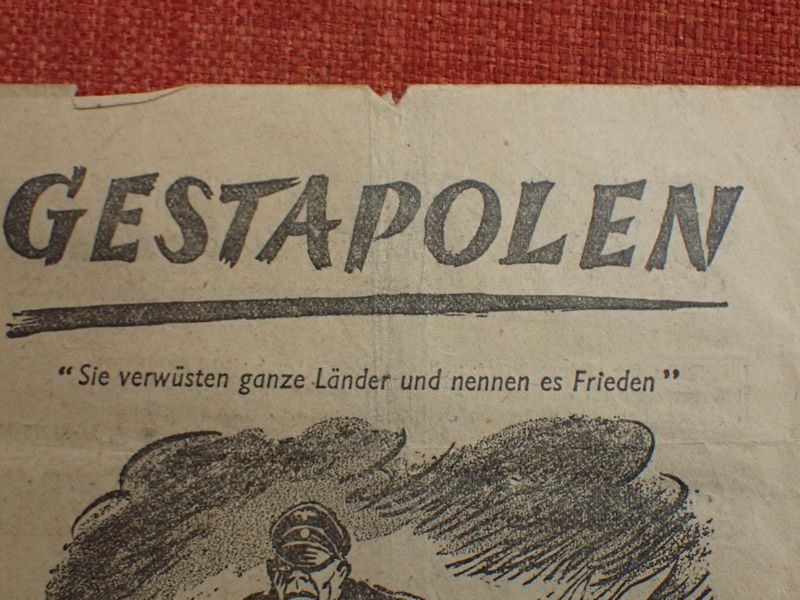 GESTAPOLEN
“Sie verwüsten ganze Länder und nennen es Frieden”